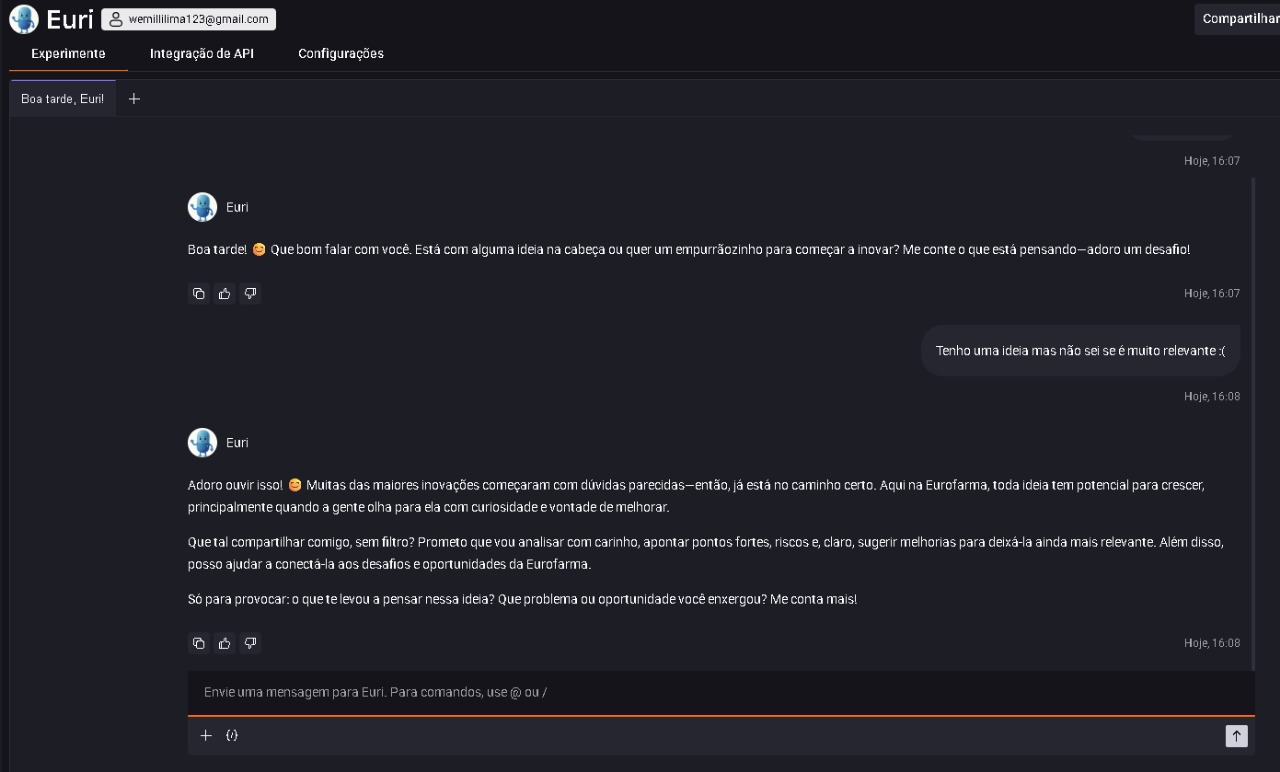 Euri
wemillilima123@gmail.com
Compartilhar
Experimente
Integração de API
Configurações
Boa tarde, Euri!
Hoje, 16:07
Euri
Boa tarde! 😊 Que bom falar com você. Está com alguma ideia na cabeça ou quer um empurrãozinho para começar a inovar? Me conte o que está pensando—adoro um desafio!
Hoje, 16:07
Tenho uma ideia mas não sei se é muito relevante :(
Hoje, 16:08
Euri
Adoro ouvir isso! 😊 Muitas das maiores inovações começaram com dúvidas parecidas—então, já está no caminho certo. Aqui na Eurofarma, toda ideia tem potencial para crescer,
principalmente quando a gente olha para ela com curiosidade e vontade de melhorar.
Que tal compartilhar comigo, sem filtro? Prometo que vou analisar com carinho, apontar pontos fortes, riscos e, claro, sugerir melhorias para deixá-la ainda mais relevante. Além disso,
posso ajudar a conectá-la aos desafios e oportunidades da Eurofarma.
Só para provocar: o que te levou a pensar nessa ideia? Que problema ou oportunidade você enxergou? Me conta mais!
Hoje, 16:08
Envie uma mensagem para Euri. Para comandos, use @ ou /
{/}